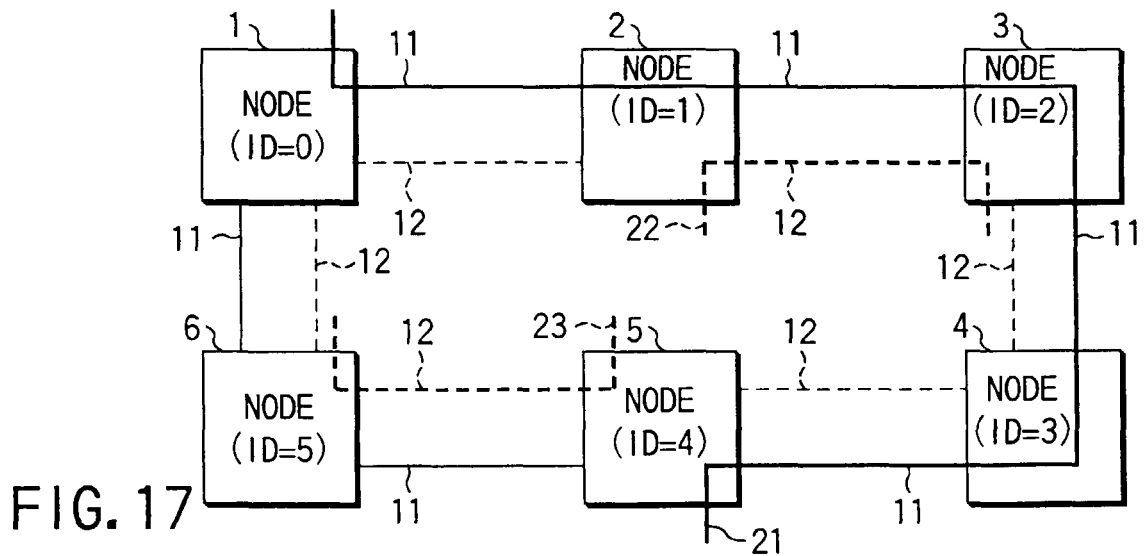 1
11
2
11
3
NODE
(ID=0)
NODE
(ID=1)
NODE
(ID=2)
12
22
12
11
12
12
11
6
12
23
5
12
4
NODE
(ID=5)
NODE
(ID=4)
NODE
(ID=3)
11
11
21
FIG. 17